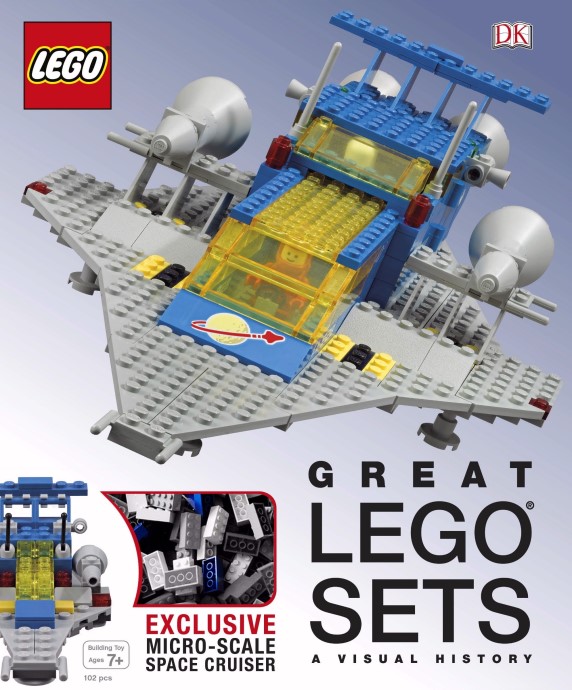 LEGO
DK
GREAT
LEGO®
SETS
A VISUAL HISTORY
EXCLUSIVE
MICRO-SCALE
SPACE CRUISER
Building Toy
Ages 7+
102 pcs